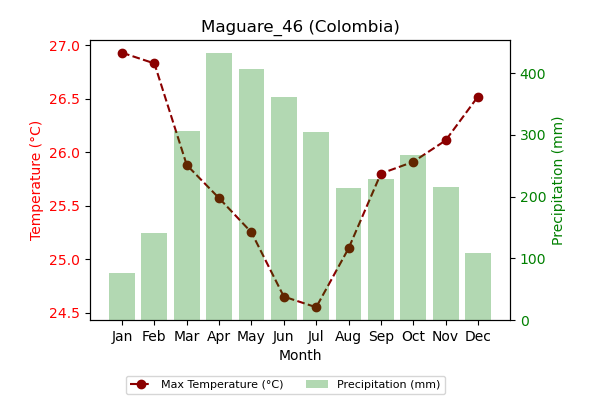 Maguare_46 (Colombia)
27.0
26.5
26.0
25.5
25.0
24.5
Temperature (°C)
400
300
200
100
0
Precipitation (mm)
Jan Feb Mar Apr May Jun Jul Aug Sep Oct Nov Dec
Month
Max Temperature (°C) Precipitation (mm)